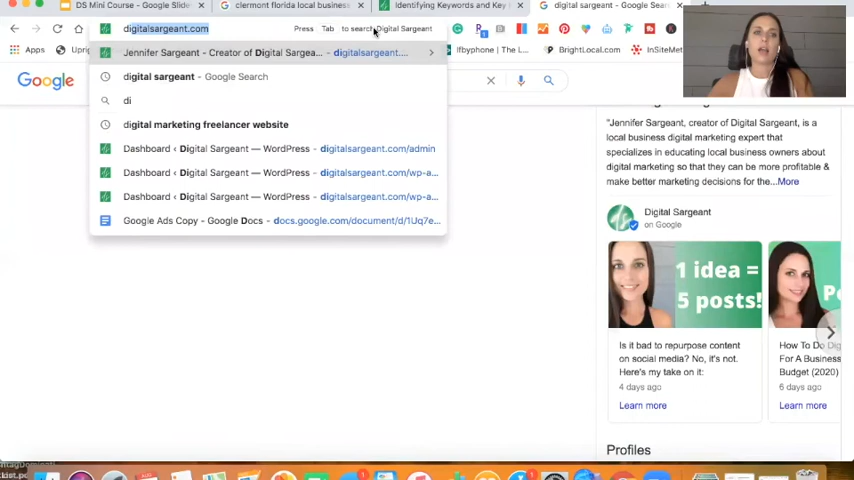 DS Mini Course - Google Slide
clermont florida local business
Identifying Keywords and Key
digital sargeant - Google Sear
digitalsargeant.com
Press Tab to search Digital Sargeant
Apps
Upri
Ifbyphone - The L
BrightLocal.com
InSiteMet
Jennifer Sargeant - Creator of Digital Sargea... - digitalsargeant....
digital sargeant - Google Search
di
digital marketing freelancer website
Dashboard ‹ Digital Sargeant — WordPress - digitalsargeant.com/admin
Dashboard ‹ Digital Sargeant — WordPress - digitalsargeant.com/wp-a...
Dashboard ‹ Digital Sargeant — WordPress - digitalsargeant.com/wp-a...
Google Ads Copy - Google Docs - docs.google.com/document/d/1Uq7e...
Google
"Jennifer Sargeant, creator of Digital Sargeant, is a
local business digital marketing expert that
specializes in educating local business owners about
digital marketing so that they can be more profitable &
make better marketing decisions for the...More
Digital Sargeant
on Google
1 idea =
5 posts!
Is it bad to repurpose content
on social media? No, it's not.
Here's my take on it:
4 days ago
Learn more
How To Do Dig
For A Business
Budget (2020)
6 days ago
Learn more
Profiles